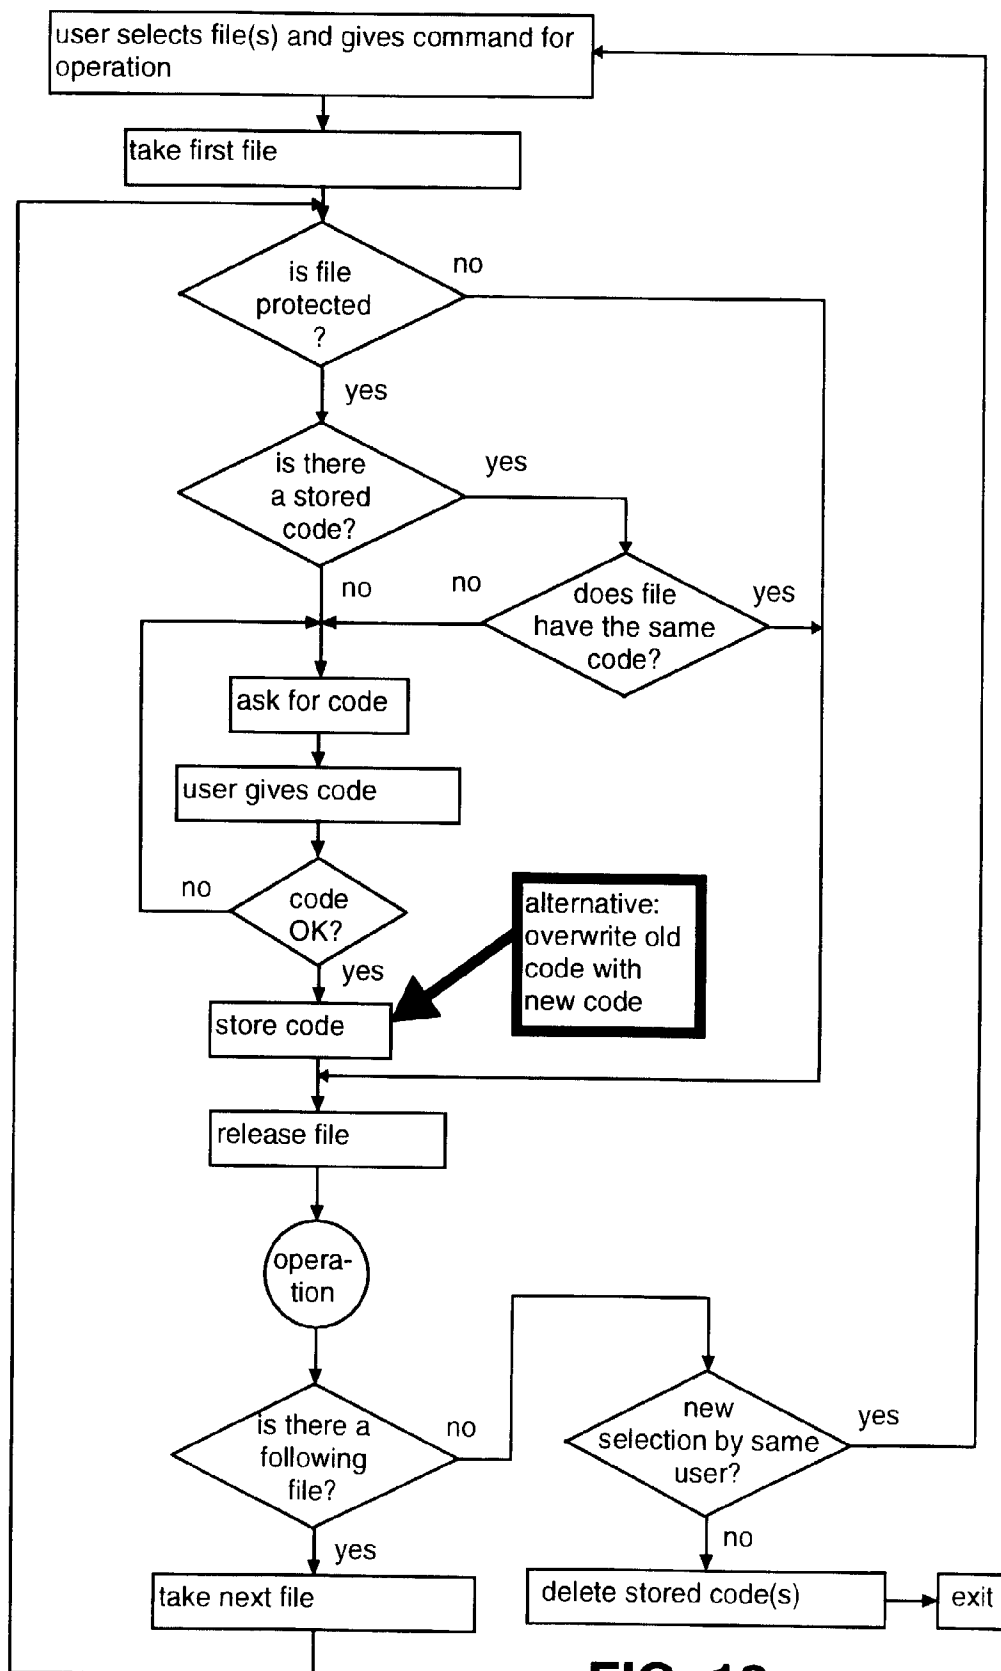 user selects file(s) and gives command for
operation
take first file
is file
protected
?
no
yes
is there
a stored
code?
yes
no
no
does file
have the same
code?
yes
ask for code
user gives code
no
code
OK?
yes
alternative:
overwrite old
code with
new code
store code
release file
opera-
tion
is there a
following
file?
no
new
selection by same
user?
yes
yes
no
take next file
delete stored code(s)
exit